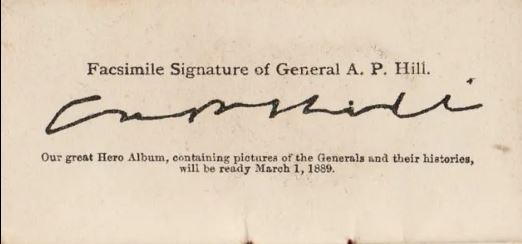 Facsimile Signature of General A. P. Hill.
A P Hill
Our great Hero Album, containing pictures of the Generals and their histories,
will be ready March 1, 1889.